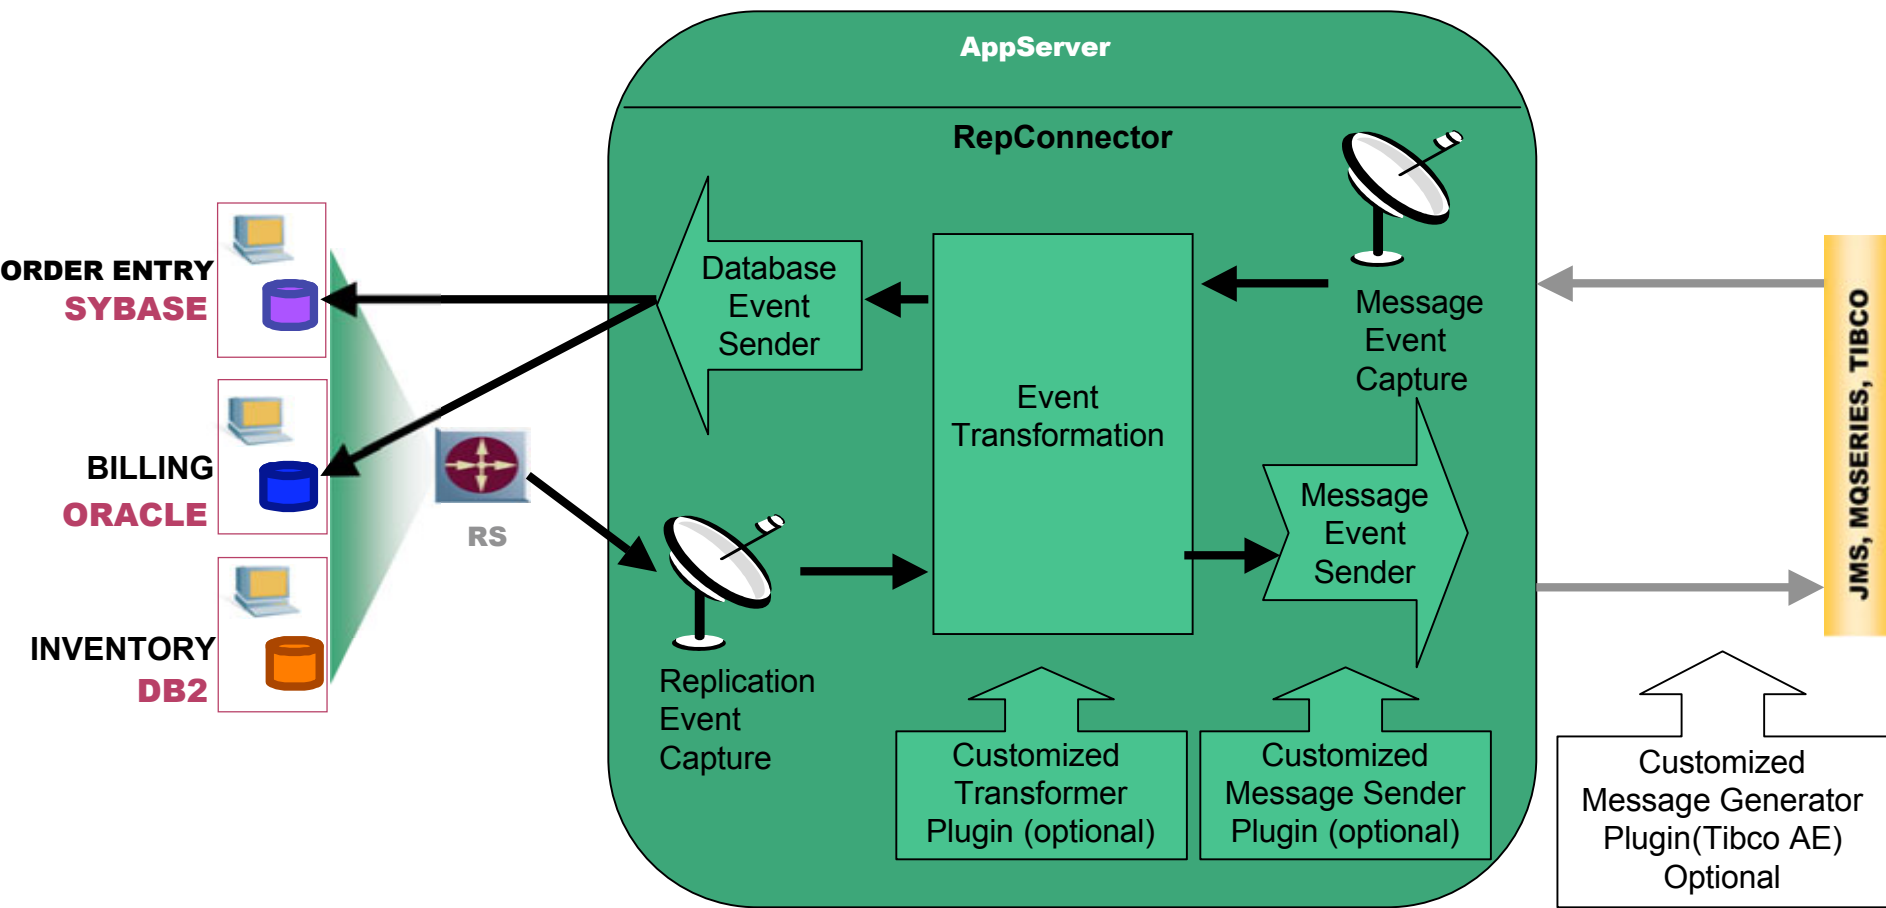 AppServer
RepConnector
ORDER ENTRY
SYBASE
BILLING
ORACLE
INVENTORY
DB2
RS
Database
Event
Sender
Event
Transformation
Message
Event
Capture
Message
Event
Sender
Replication
Event
Capture
Customized
Transformer
Plugin (optional)
Customized
Message Sender
Plugin (optional)
JMS, MQSERIES, TIBCO
Customized
Message Generator
Plugin(Tibco AE)
Optional